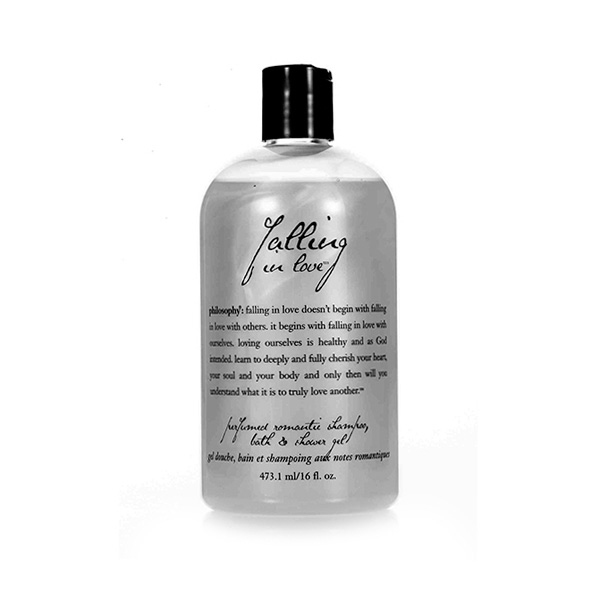 falling
in love™
philosophy®: falling in love doesn't begin with falling
in love with others. it begins with falling in love with
ourselves. loving ourselves is healthy and as God
intended. learn to deeply and fully cherish your heart,
your soul and your body and only then will you
understand what it is to truly love another.℠
perfumed romantic shampoo,
bath & shower gel
gel douche, bain et shampoing aux notes romantiques
473.1 ml/16 fl. oz.